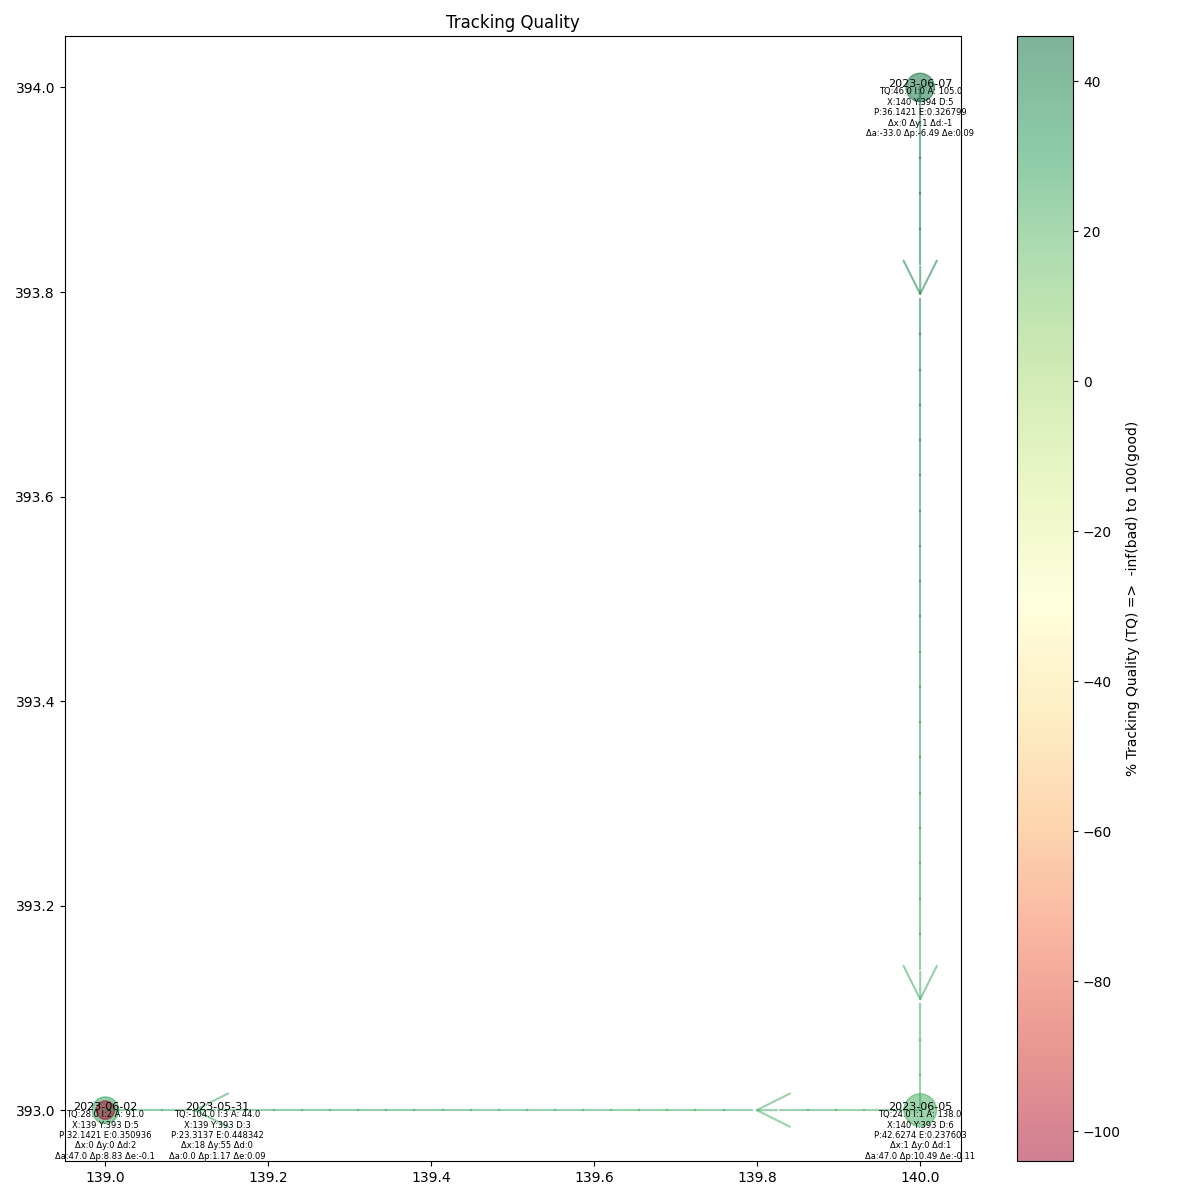 Tracking Quality
394.0
393.8
393.6
393.4
393.2
393.0
139.0
139.2
139.4
139.6
139.8
140.0
2023-06-07
TQ:46.0 I:0 A: 105.0
X:140 Y:394 D:5
P:36.1421 E:0.326799
Δx:0 Δy:1 Δd:-1
Δa:-33.0 Δp:-6.49 Δe:0.09
2023-06-02
TQ:28.0 I:2 A: 91.0
X:139 Y:393 D:5
P:32.1421 E:0.350936
Δx:0 Δy:0 Δd:2
Δa:47.0 Δp:8.83 Δe:-0.1
2023-05-31
TQ:-104.0 I:3 A: 44.0
X:139 Y:393 D:3
P:23.3137 E:0.448342
Δx:18 Δy:55 Δd:0
Δa:0.0 Δp:1.17 Δe:0.09
2023-06-05
TQ:24.0 I:1 A: 138.0
X:140 Y:393 D:6
P:42.6274 E:0.237603
Δx:1 Δy:0 Δd:1
Δa:47.0 Δp:10.49 Δe:-0.11
40
20
0
−20
−40
−60
−80
−100
% Tracking Quality (TQ) => -inf(bad) to 100(good)